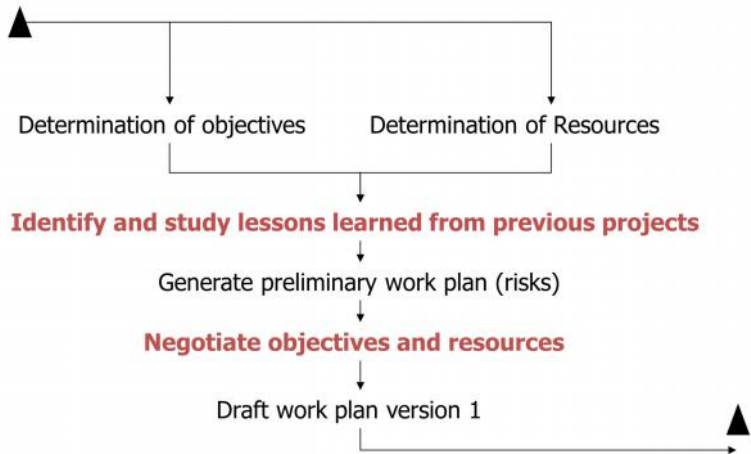 Determination of objectives
Determination of Resources
Identify and study lessons learned from previous projects
Generate preliminary work plan (risks)
Negotiate objectives and resources
Draft work plan version 1